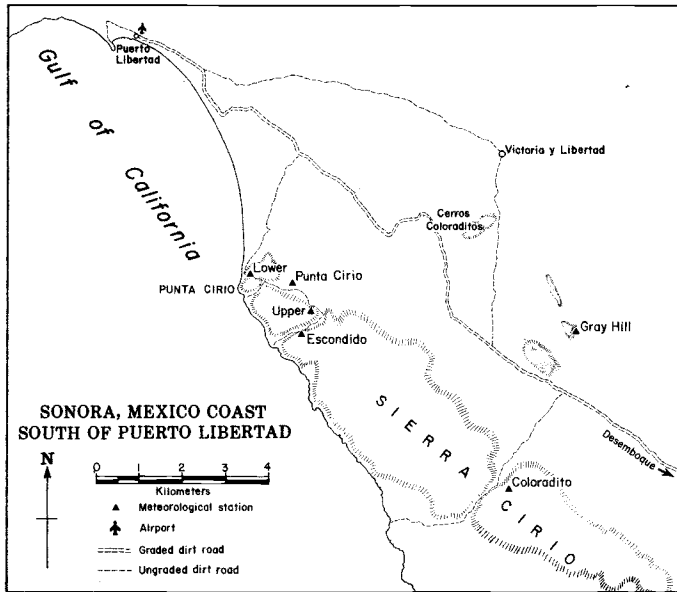 Puerto
Libertad
Airport
Gulf of California
Victoria y Libertad
Cerros
Coloraditos
Lower
Punta Cirio
PUNTA CIRIO
Upper
Escondido
Gray Hill
SIERRA CIRIO
Desemboque
Coloradito
SONORA, MEXICO COAST
SOUTH OF PUERTO LIBERTAD
N
0 1 2 3 4
Kilometers
Meteorological station
Airport
Graded dirt road
Ungraded dirt road